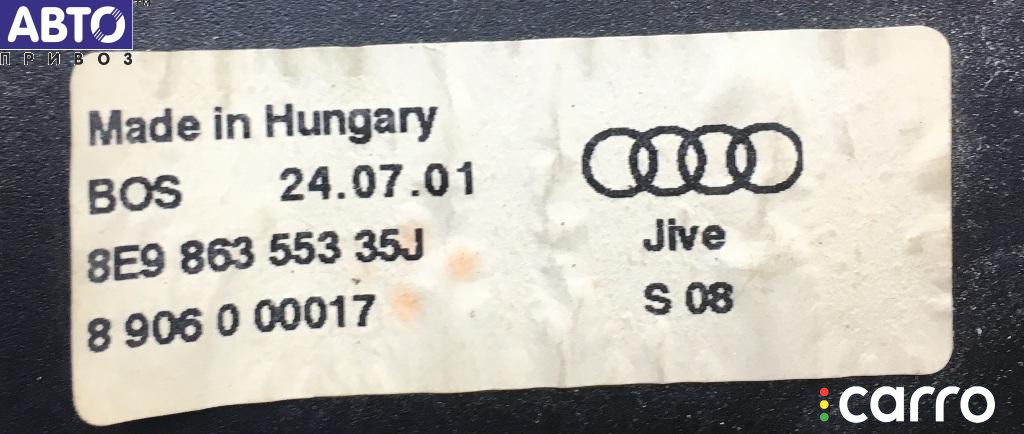 АВТО
ПРИВОЗ
Made in Hungary
BOS 24.07.01
8E9 863 553 35J
8 906 0 00017
Jive
S 08
carro